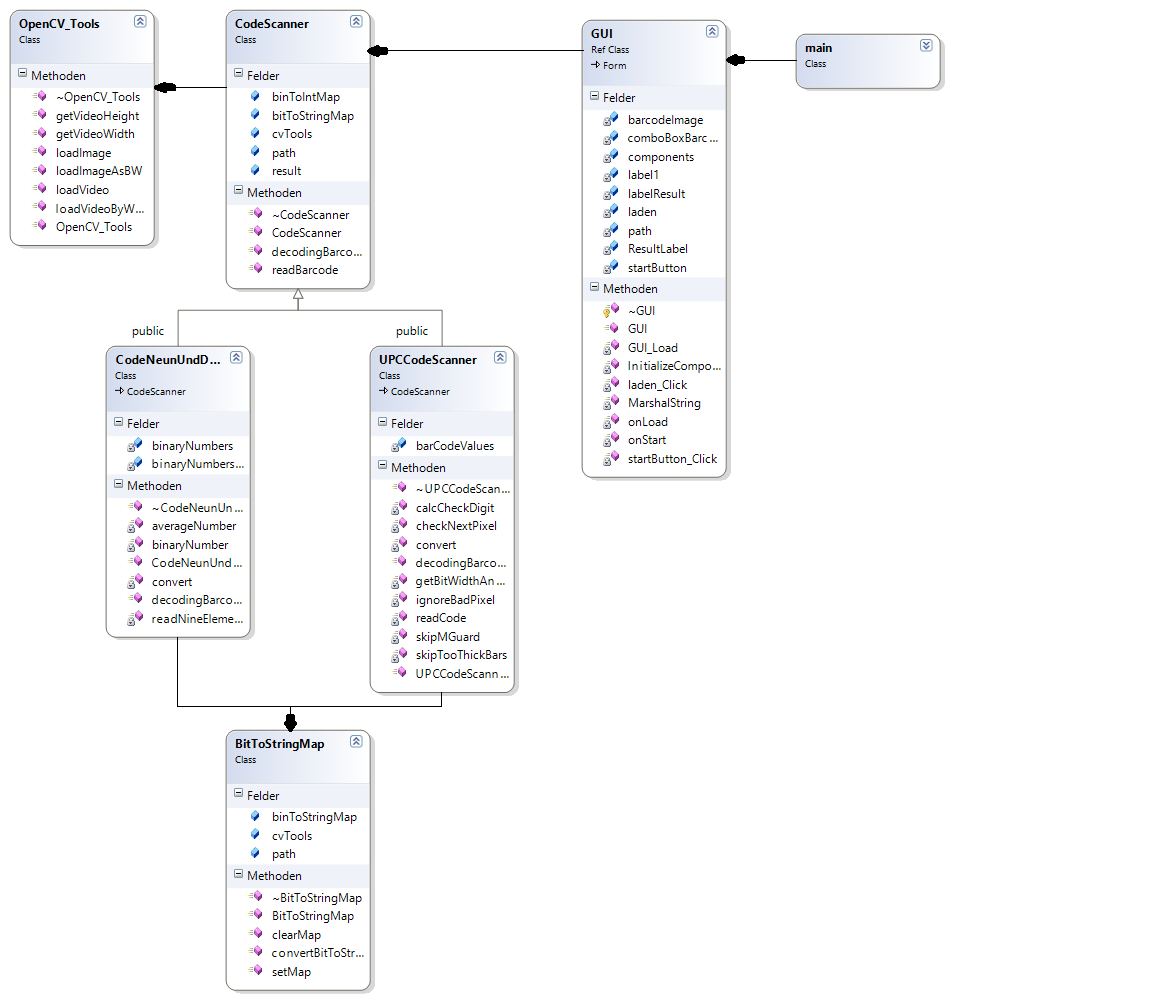 OpenCV_Tools
Class
Methoden
~OpenCV_Tools
getVideoHeight
getVideoWidth
loadImage
loadImageAsBW
loadVideo
loadVideoByW...
OpenCV_Tools
CodeScanner
Class
Felder
binToIntMap
bitToStringMap
cvTools
path
result
Methoden
~CodeScanner
CodeScanner
decodingBarco...
readBarcode
GUI
Ref Class
Form
Felder
barcodeImage
comboBoxBarc...
components
label1
labelResult
laden
path
ResultLabel
startButton
Methoden
~GUI
GUI
GUI_Load
InitializeCompo...
laden_Click
MarshalString
onLoad
onStart
startButton_Click
main
Class
public
public
CodeNeunUndD...
Class
CodeScanner
Felder
binaryNumbers
binaryNumbers...
Methoden
~CodeNeunUn...
averageNumber
binaryNumber
CodeNeunUnd...
convert
decodingBarco...
readNineEleme...
UPCCodeScanner
Class
CodeScanner
Felder
barCodeValues
Methoden
~UPCCodeScan...
calcCheckDigit
checkNextPixel
convert
decodingBarco...
getBitWidthAn...
ignoreBadPixel
readCode
skipMGuard
skipTooThickBars
UPCCodeScann...
BitToStringMap
Class
Felder
binToStringMap
cvTools
path
Methoden
~BitToStringMap
BitToStringMap
clearMap
convertBitToStr...
setMap